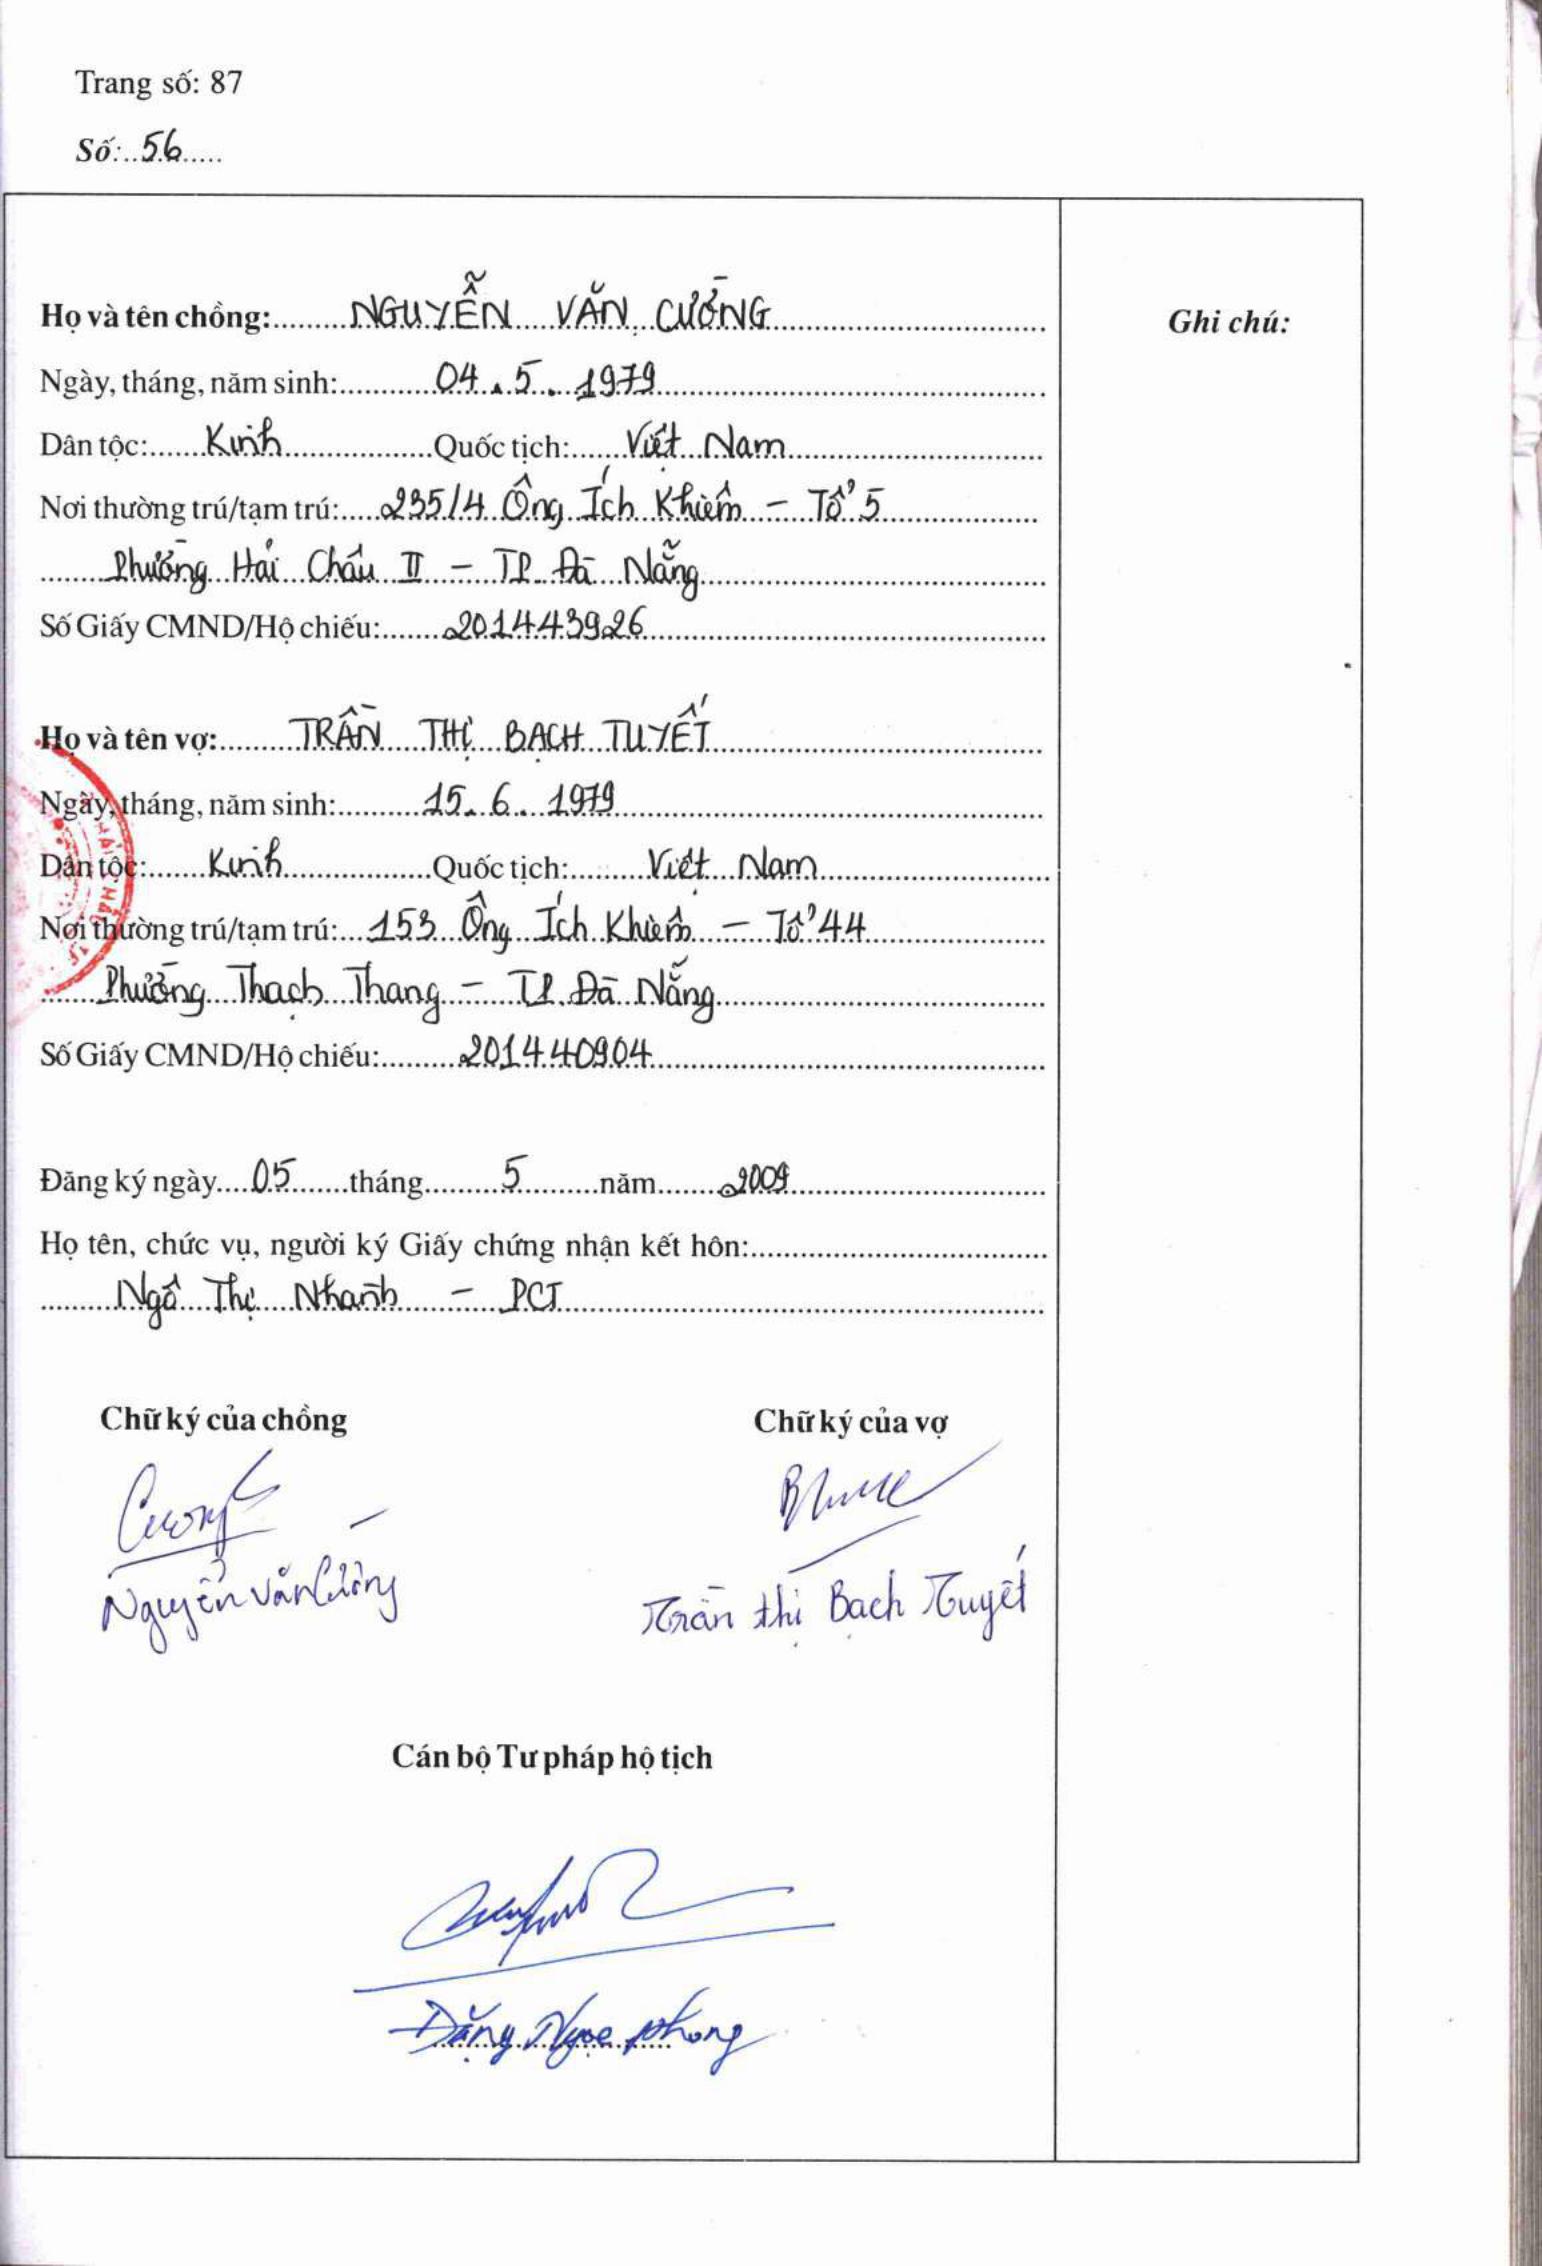 Trang số: 87
Số: 56
Họ và tên chồng: NGUYỄN VĂN CƯỜNG
Ghi chú:
Ngày, tháng, năm sinh: 04.5.1979
Dân tộc: Kinh Quốc tịch: Việt Nam
Nơi thường trú/tạm trú: 235/4 Ông Ích Khiêm - Tổ 5
Phường Hải Châu II - TP. Đà Nẵng
Số Giấy CMND/Hộ chiếu: 201443926
Họ và tên vợ: TRẦN THỊ BẠCH TUYẾT
Ngày, tháng, năm sinh: 15.6.1979
Dân tộc: Kinh Quốc tịch: Việt Nam
Nơi thường trú/tạm trú: 153 Ông Ích Khiêm - Tổ 44
Phường Thạch Thang - TP. Đà Nẵng
Số Giấy CMND/Hộ chiếu: 201440904
Đăng ký ngày 05 tháng 5 năm 2009
Họ tên, chức vụ, người ký Giấy chứng nhận kết hôn:
Ngô Thị Nhành - PCT
Chữ ký của chồng Chữ ký của vợ
Cường
Nguyễn Văn Cường
Trần Thị Bạch Tuyết
Cán bộ Tư pháp hộ tịch
Đặng Ngọc Phong